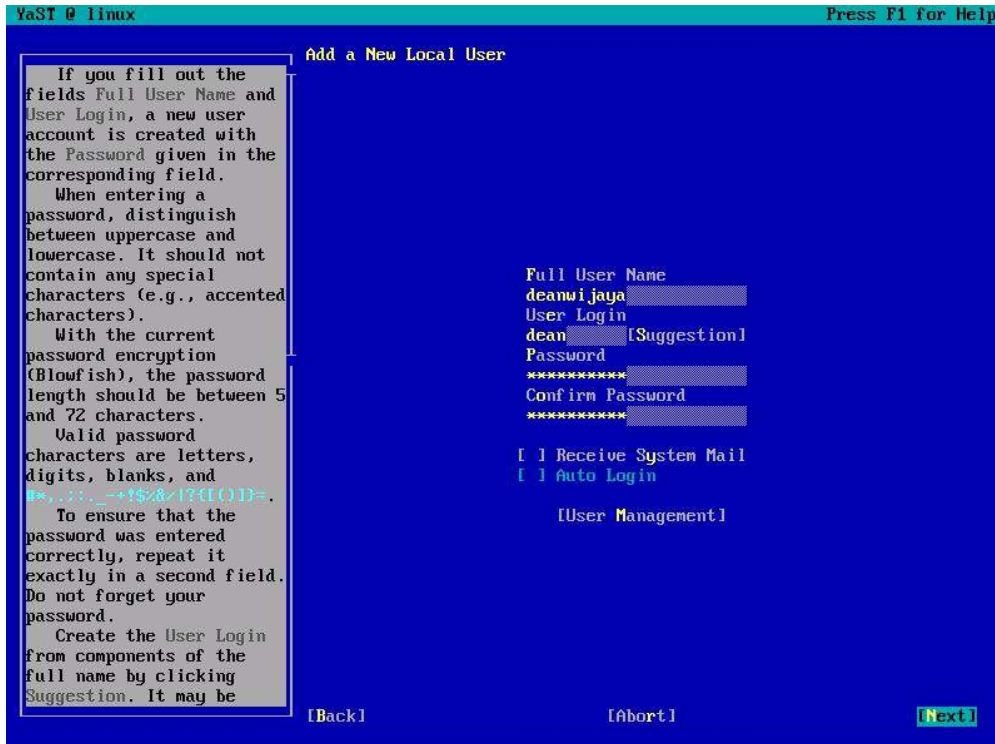 YaST @ linux Press F1 for Help
Add a New Local User
If you fill out the
fields Full User Name and
User Login, a new user
account is created with
the Password given in the
corresponding field.
When entering a
password, distinguish
between uppercase and
lowercase. It should not
contain any special
characters (e.g., accented
characters).
With the current
password encryption
(Blowfish), the password
length should be between 5
and 72 characters.
Valid password
characters are letters,
digits, blanks, and
#*,.;:._-+!$%&/|?{[()]}=.
To ensure that the
password was entered
correctly, repeat it
exactly in a second field.
Do not forget your
password.
Create the User Login
from components of the
full name by clicking
Suggestion. It may be
Full User Name
deanwijaya
User Login
dean [Suggestion]
Password
**********
Confirm Password
**********
[ ] Receive System Mail
[ ] Auto Login
[User Management]
[Back] [Abort] [Next]